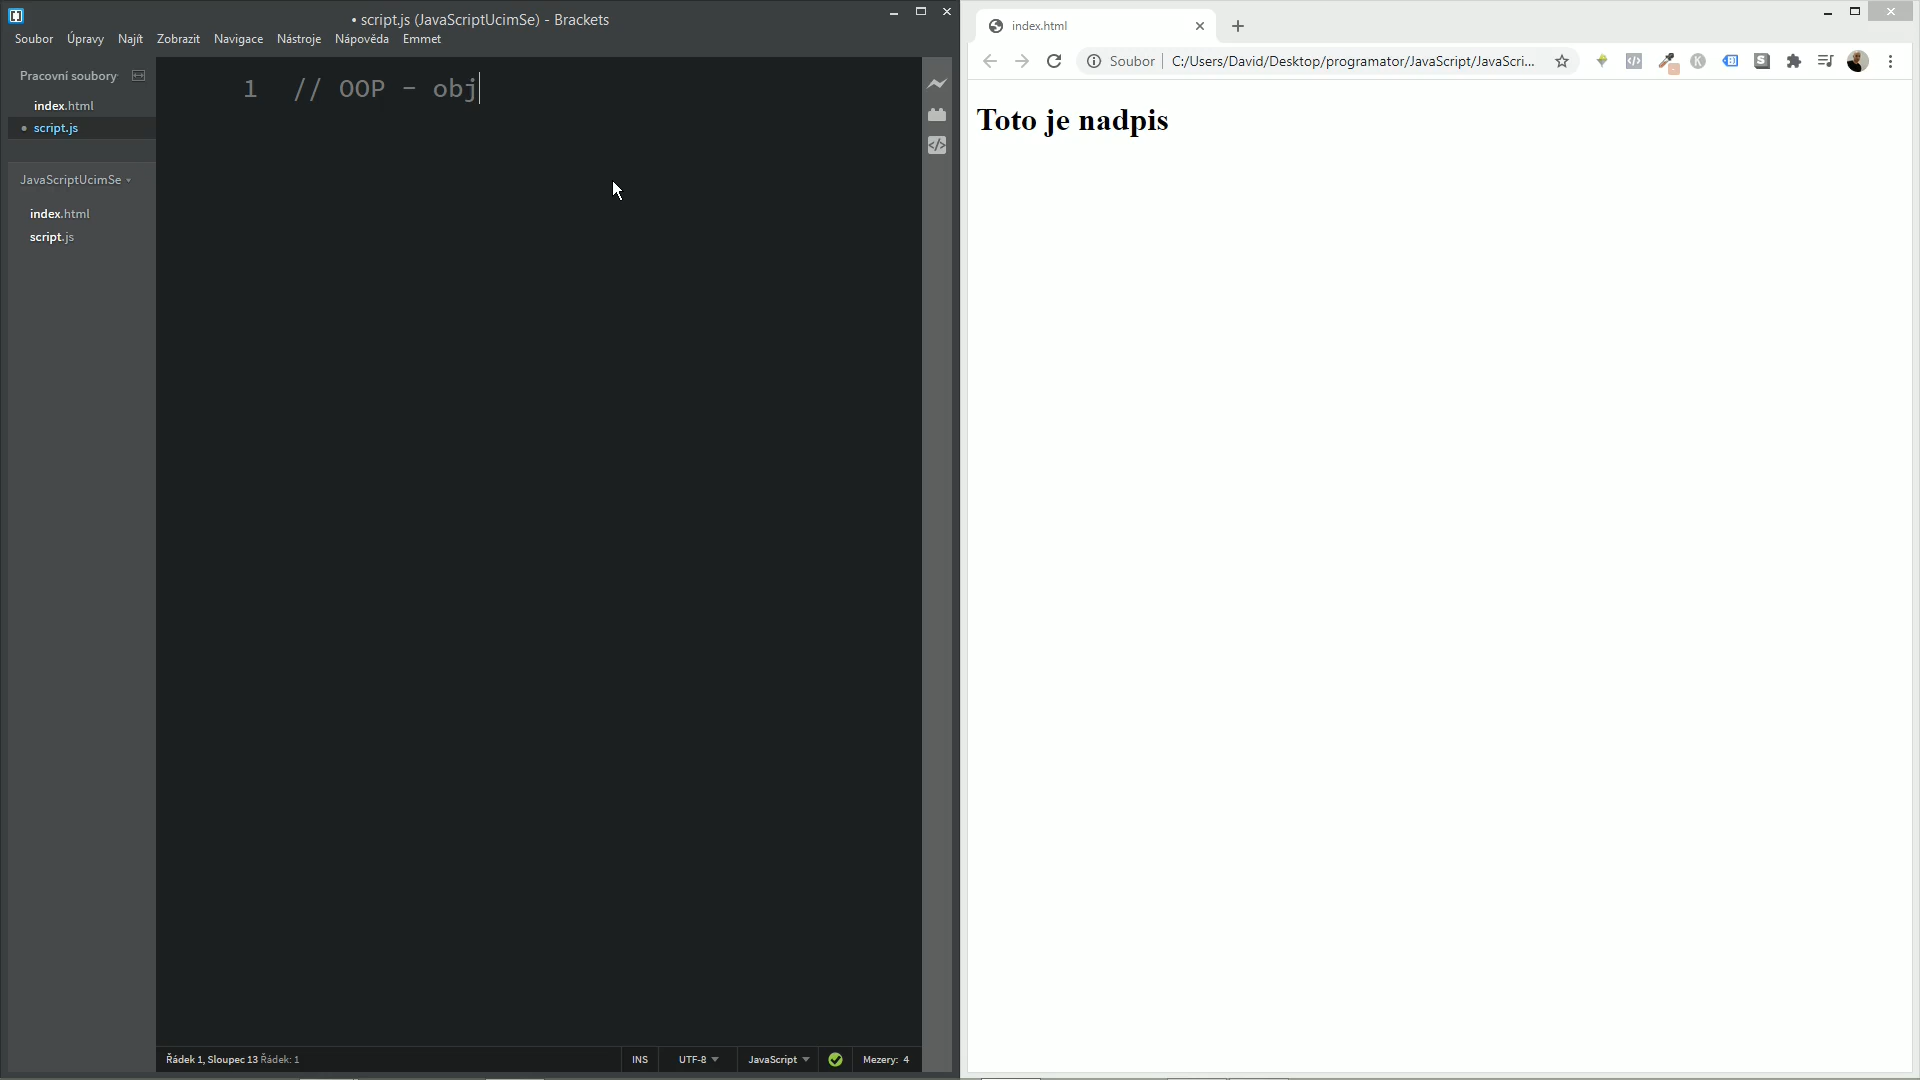 • script.js (JavaScriptUcimSe) - Brackets
Soubor Úpravy Najít Zobrazit Navigace Nástroje Nápověda Emmet
Pracovní soubory
index.html
script.js
JavaScriptUcimSe
index.html
script.js
1 // OOP - obj
Řádek 1, Sloupec 13 Řádek: 1
INS UTF-8 JavaScript Mezery: 4
index.html
Soubor C:/Users/David/Desktop/programator/JavaScript/JavaScri...
Toto je nadpis